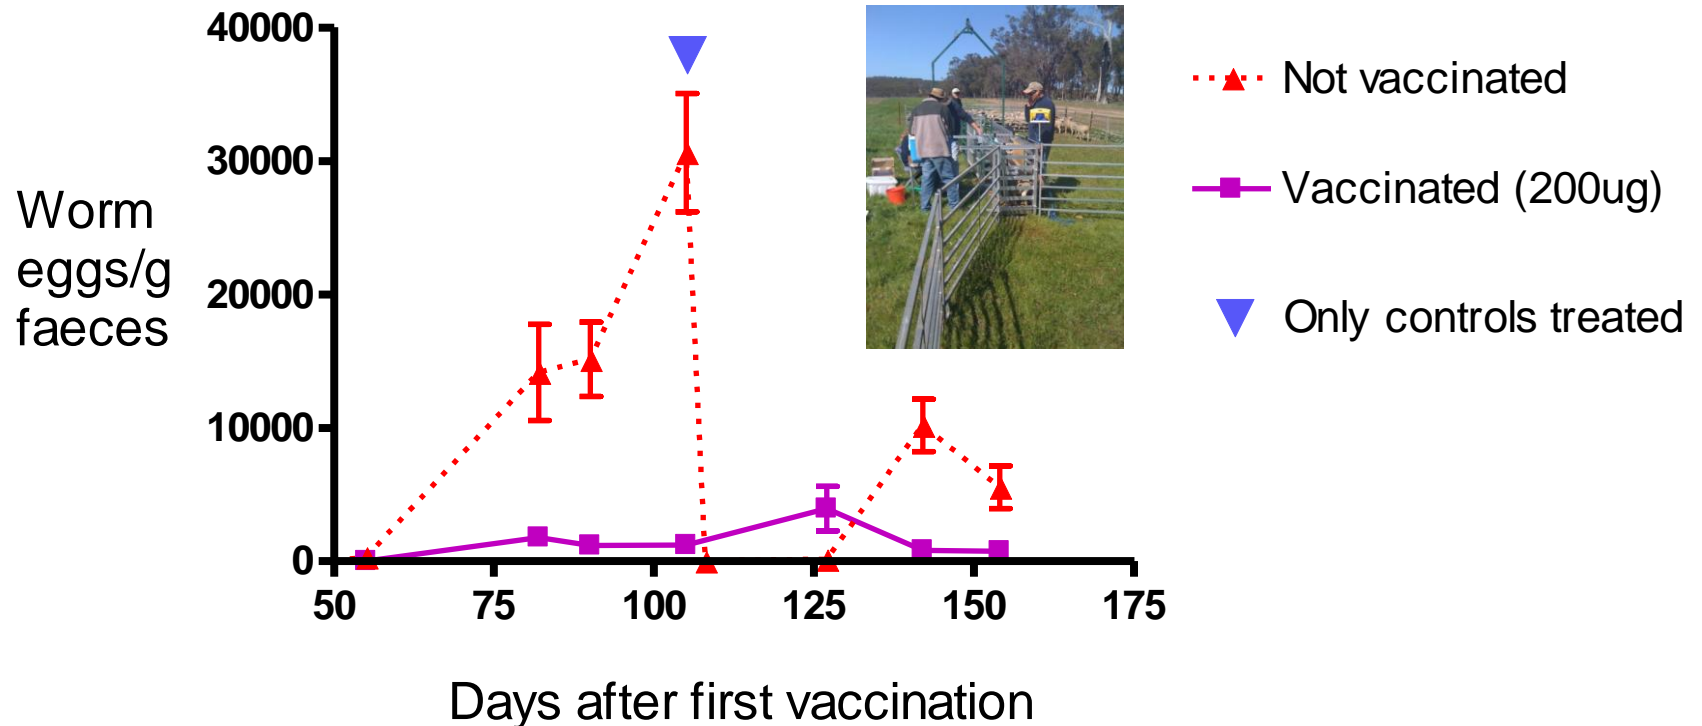 40000
30000
20000
10000
0
Worm
eggs/g
faeces
50 75 100 125 150 175
Days after first vaccination
Not vaccinated
Vaccinated (200ug)
Only controls treated